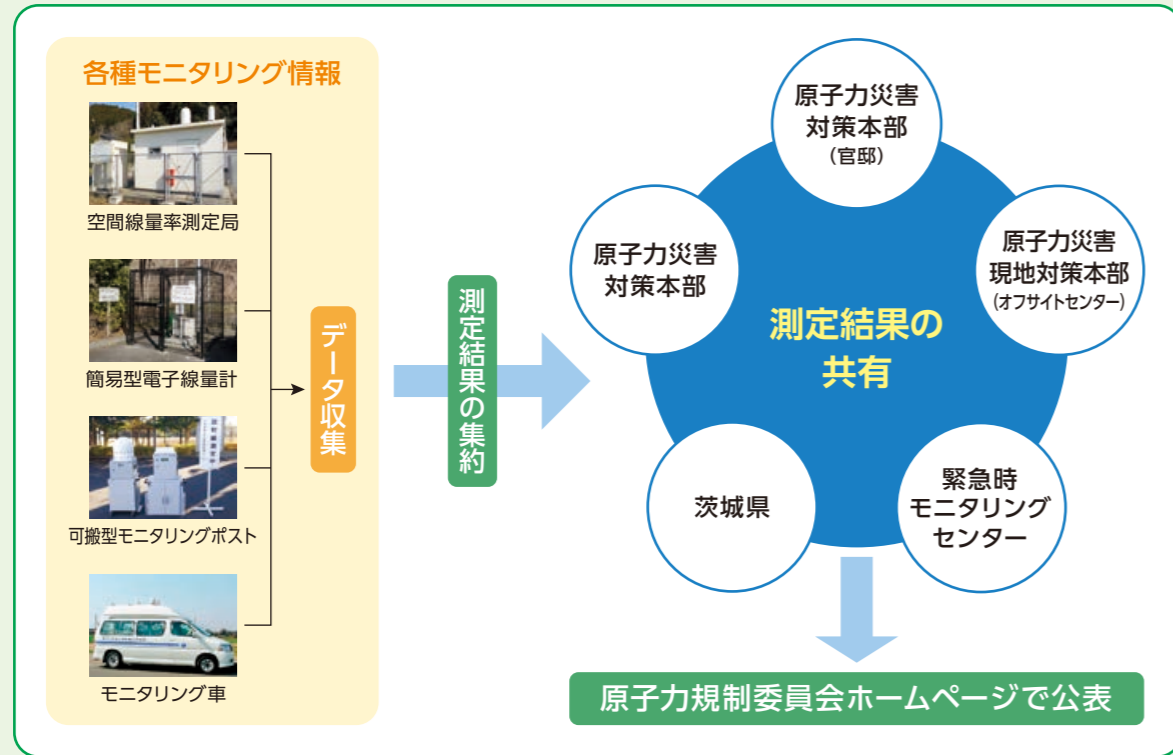 各種モニタリング情報
空間線量率測定局
簡易型電子線量計
可搬型モニタリングポスト
モニタリング車
データ収集
測定結果の集約
原子力災害
対策本部
(官邸)
原子力災害
対策本部
原子力災害
現地対策本部
(オフサイトセンター)
測定結果の
共有
茨城県
緊急時
モニタリング
センター
原子力規制委員会ホームページで公表